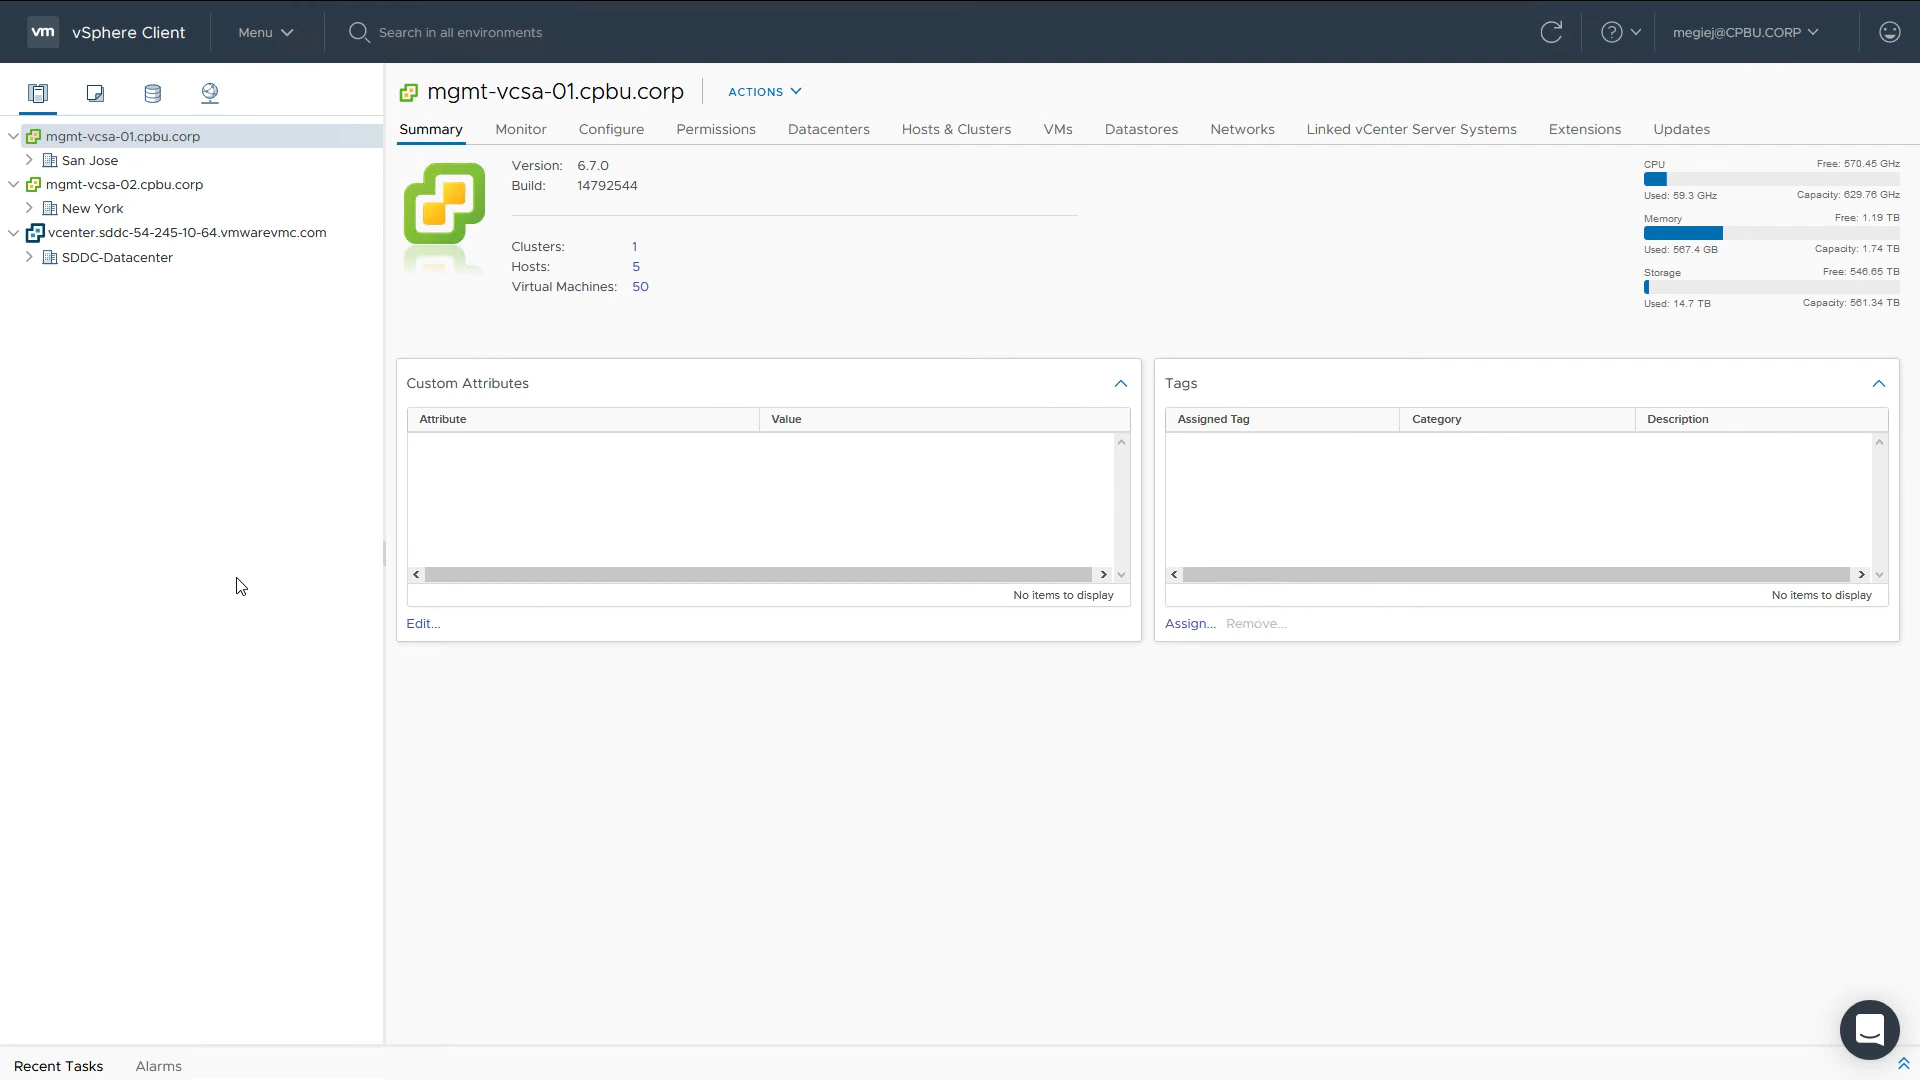 vm vSphere Client Menu Search in all environments megiej@CPBU.CORP
mgmt-vcsa-01.cpbu.corp
San Jose
mgmt-vcsa-02.cpbu.corp
New York
vcenter.sddc-54-245-10-64.vmwarevmc.com
SDDC-Datacenter
mgmt-vcsa-01.cpbu.corp ACTIONS
Summary Monitor Configure Permissions Datacenters Hosts & Clusters VMs Datastores Networks Linked vCenter Server Systems Extensions Updates
Version: 6.7.0
Build: 14792544
Clusters: 1
Hosts: 5
Virtual Machines: 50
CPU Free: 570.45 GHz
Used: 59.3 GHz Capacity: 629.76 GHz
Memory Free: 1.19 TB
Used: 567.4 GB Capacity: 1.74 TB
Storage Free: 546.65 TB
Used: 14.7 TB Capacity: 561.34 TB
Custom Attributes
Attribute Value
No items to display
Edit...
Tags
Assigned Tag Category Description
No items to display
Assign... Remove...
Recent Tasks Alarms